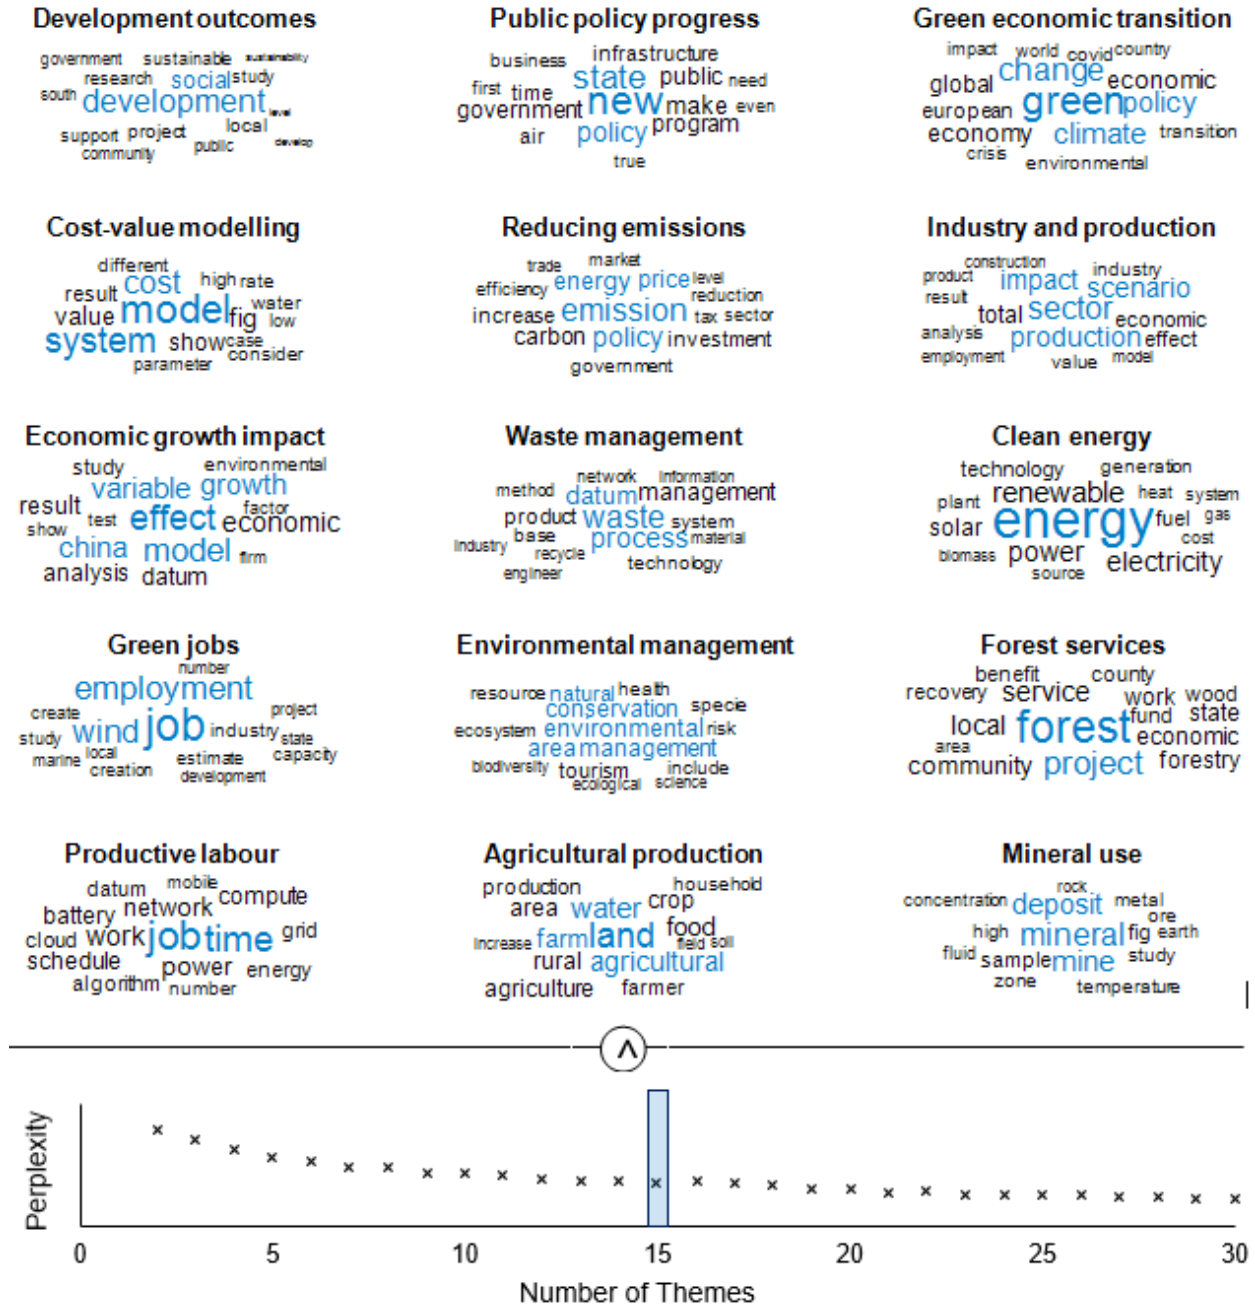 Development outcomes
government sustainable sustainability
research social study
south development level
support project local
community public develop
Public policy progress
business infrastructure
state public need
first time new make even
government policy program
air
true
Green economic transition
impact world covid country
global change economic
european green policy
economy climate transition
crisis environmental
Cost-value modelling
different
cost high rate
result model water
value fig low
system show case
consider
parameter
Reducing emissions
trade market
efficiency energy price level
reduction
increase emission tax sector
carbon policy investment
government
Industry and production
construction
product impact industry
result scenario
total sector economic
analysis production effect
employment value model
Economic growth impact
study environmental
variable growth
result factor
show test effect economic
china model firm
analysis datum
Waste management
network information
method datum management
product waste system
industry base process material
recycle technology
engineer
Clean energy
technology generation
plant renewable heat system
solar energy fuel gas
cost
biomass power electricity
source
Green jobs
number
employment
create project
study wind job industry state
marine local estimate capacity
creation development
Environmental management
resource natural health
conservation specie
ecosystem environmental risk
area management
biodiversity tourism include
ecological science
Forest services
benefit county
recovery service work wood
local forest fund state
area economic
community project forestry
Productive labour
datum mobile compute
battery network
cloud work job time grid
schedule power energy
algorithm number
Agricultural production
production household
area water crop
increase farm land food
field soil
rural agricultural
agriculture farmer
Mineral use
rock
concentration deposit metal
ore
high mineral fig earth
fluid sample mine study
zone temperature
Perplexity
0 5 10 15 20 25 30
Number of Themes